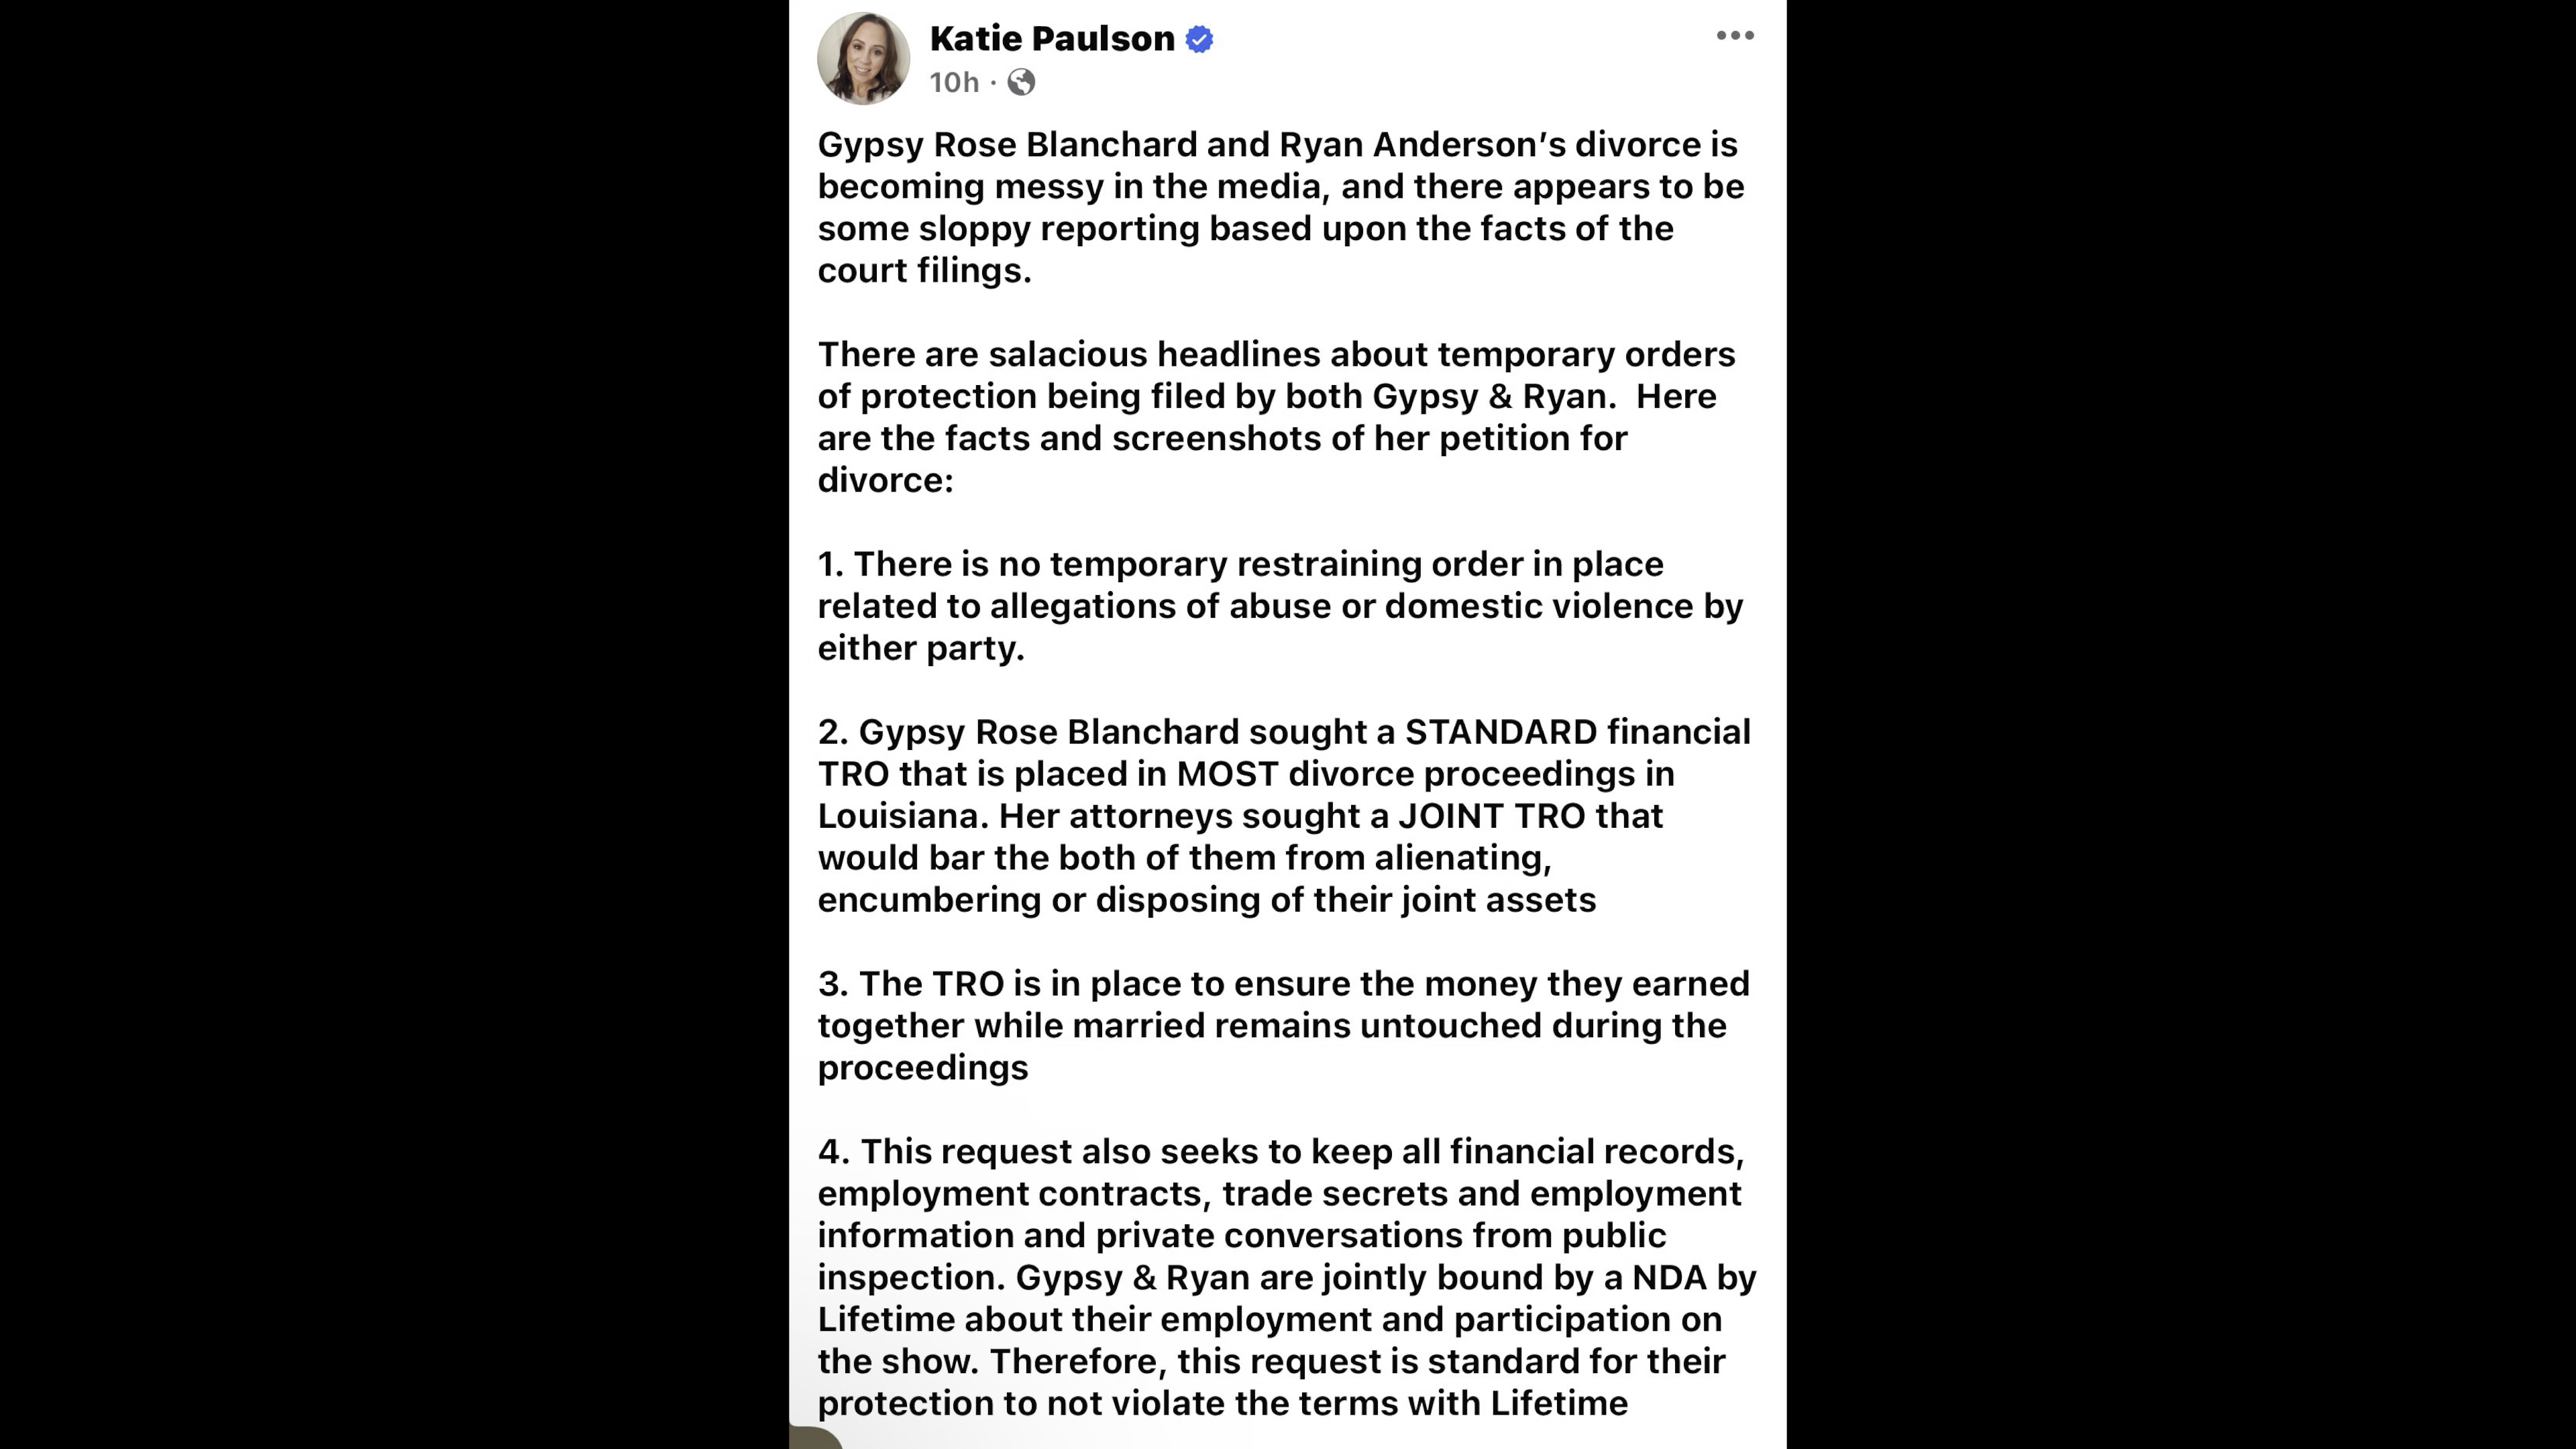 Katie Paulson
10h ·
Gypsy Rose Blanchard and Ryan Anderson’s divorce is
becoming messy in the media, and there appears to be
some sloppy reporting based upon the facts of the
court filings.
There are salacious headlines about temporary orders
of protection being filed by both Gypsy & Ryan.  Here
are the facts and screenshots of her petition for
divorce:
1. There is no temporary restraining order in place
related to allegations of abuse or domestic violence by
either party.
2. Gypsy Rose Blanchard sought a STANDARD financial
TRO that is placed in MOST divorce proceedings in
Louisiana. Her attorneys sought a JOINT TRO that
would bar the both of them from alienating,
encumbering or disposing of their joint assets
3. The TRO is in place to ensure the money they earned
together while married remains untouched during the
proceedings
4. This request also seeks to keep all financial records,
employment contracts, trade secrets and employment
information and private conversations from public
inspection. Gypsy & Ryan are jointly bound by a NDA by
Lifetime about their employment and participation on
the show. Therefore, this request is standard for their
protection to not violate the terms with Lifetime